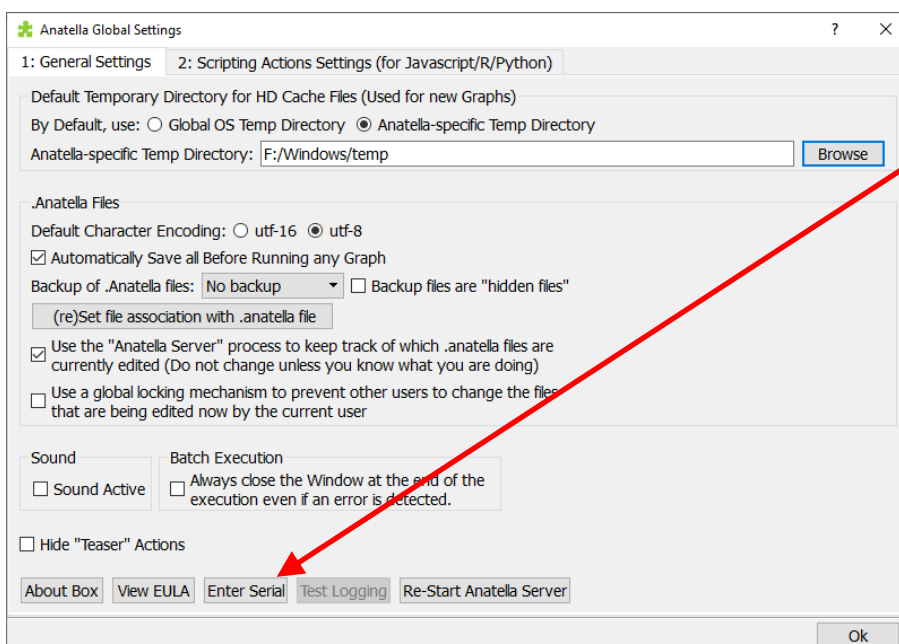 Anatella Global Settings ? ×
1: General Settings 2: Scripting Actions Settings (for Javascript/R/Python)
Default Temporary Directory for HD Cache Files (Used for new Graphs)
By Default, use: Global OS Temp Directory Anatella-specific Temp Directory
Anatella-specific Temp Directory: F:/Windows/temp Browse
.Anatella Files
Default Character Encoding: utf-16 utf-8
Automatically Save all Before Running any Graph
Backup of .Anatella files: No backup Backup files are "hidden files"
(re)Set file association with .anatella file
Use the "Anatella Server" process to keep track of which .anatella files are
currently edited (Do not change unless you know what you are doing)
Use a global locking mechanism to prevent other users to change the files
that are being edited now by the current user
Sound Batch Execution
Sound Active Always close the Window at the end of the
execution even if an error is detected.
Hide "Teaser" Actions
About Box View EULA Enter Serial Test Logging Re-Start Anatella Server
Ok